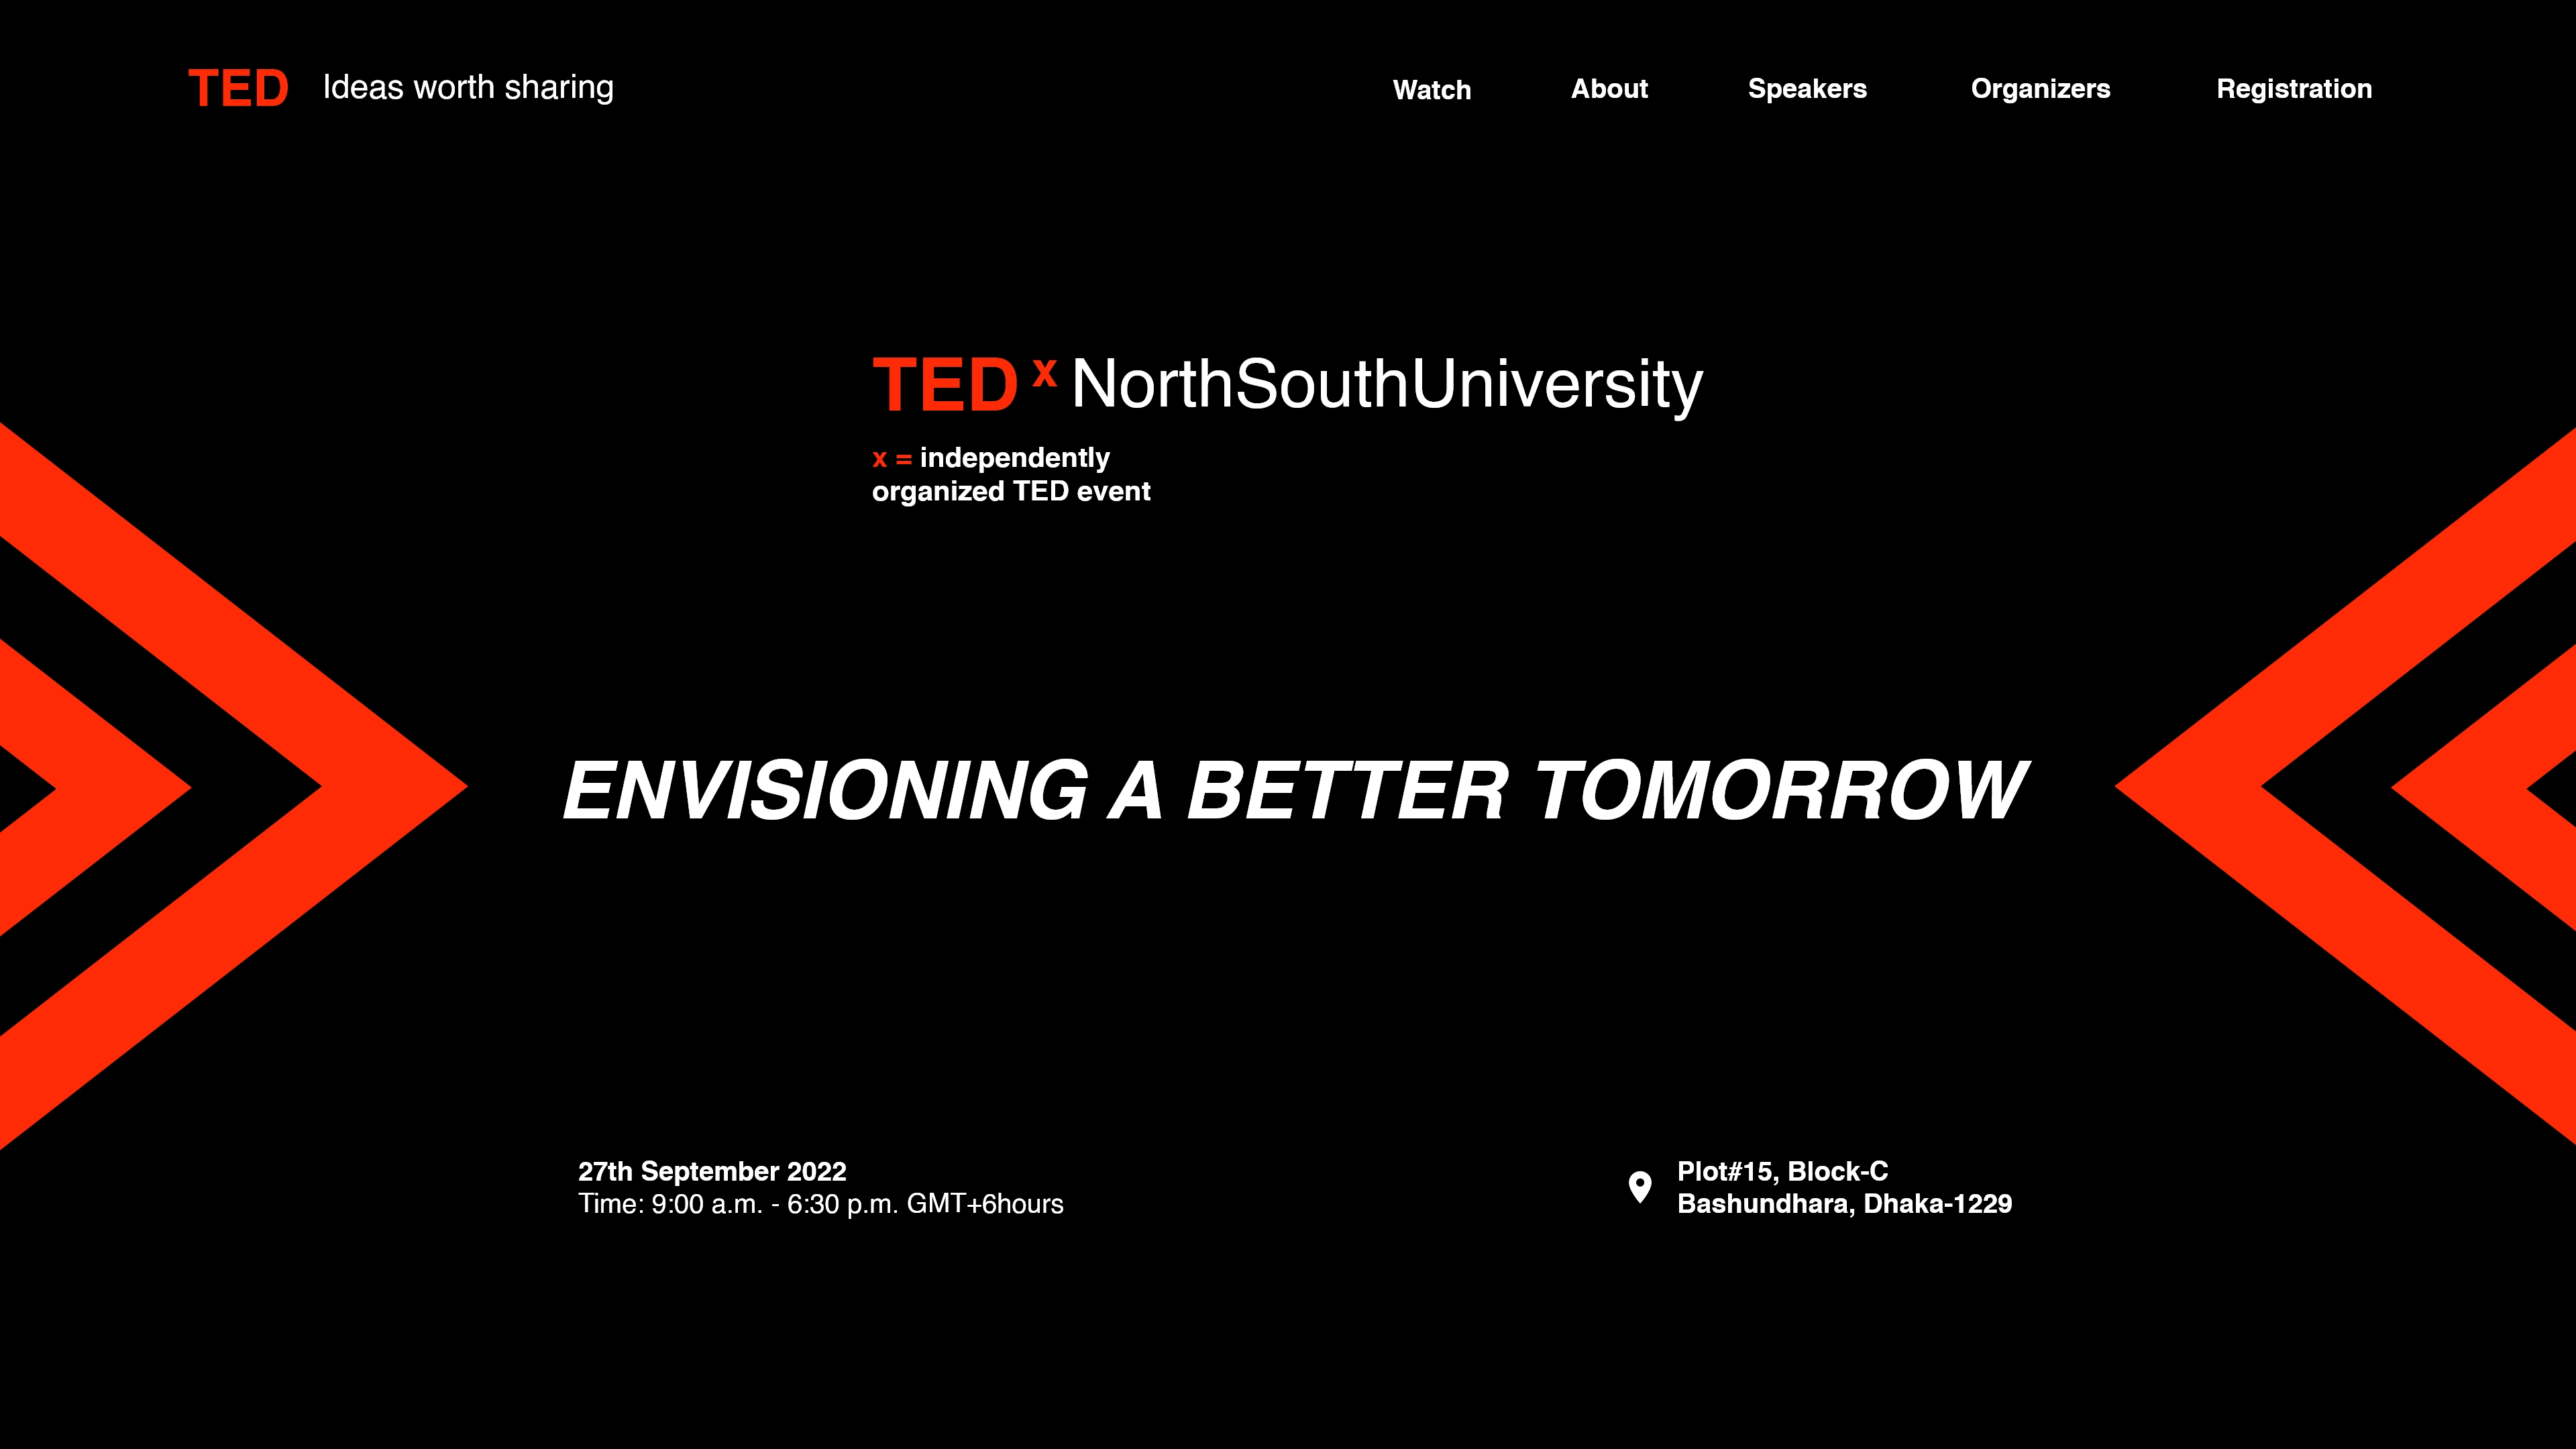 TED Ideas worth sharing
Watch About Speakers Organizers Registration
TEDx NorthSouthUniversity
x = independently
organized TED event
ENVISIONING A BETTER TOMORROW
27th September 2022
Time: 9:00 a.m. - 6:30 p.m. GMT+6hours
Plot#15, Block-C
Bashundhara, Dhaka-1229